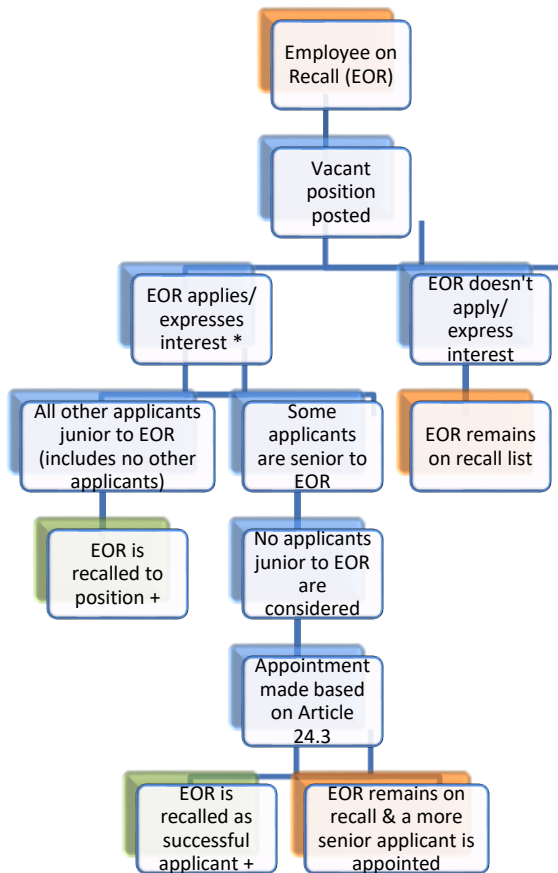 Employee on
Recall (EOR)
Vacant
position
posted
EOR applies/
expresses
interest *
EOR doesn't
apply/
express
interest
All other applicants
junior to EOR
(includes no other
applicants)
Some
applicants
are senior to
EOR
EOR remains
on recall list
EOR is
recalled to
position +
No applicants
junior to EOR
are
considered
Appointment
made based
on Article
24.3
EOR is
recalled as
successful
applicant +
EOR remains on
recall & a more
senior applicant is
appointed